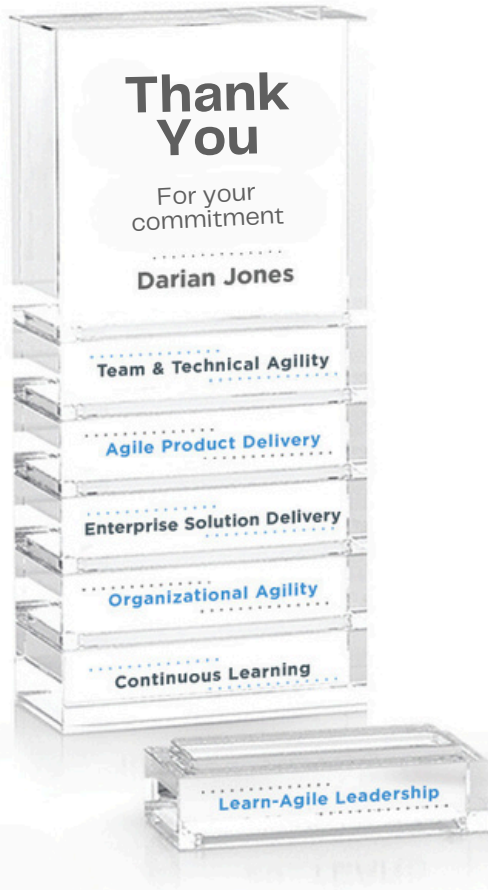 Thank
You
For your
commitment
Darian Jones
Team & Technical Agility
Agile Product Delivery
Enterprise Solution Delivery
Organizational Agility
Continuous Learning
Learn-Agile Leadership